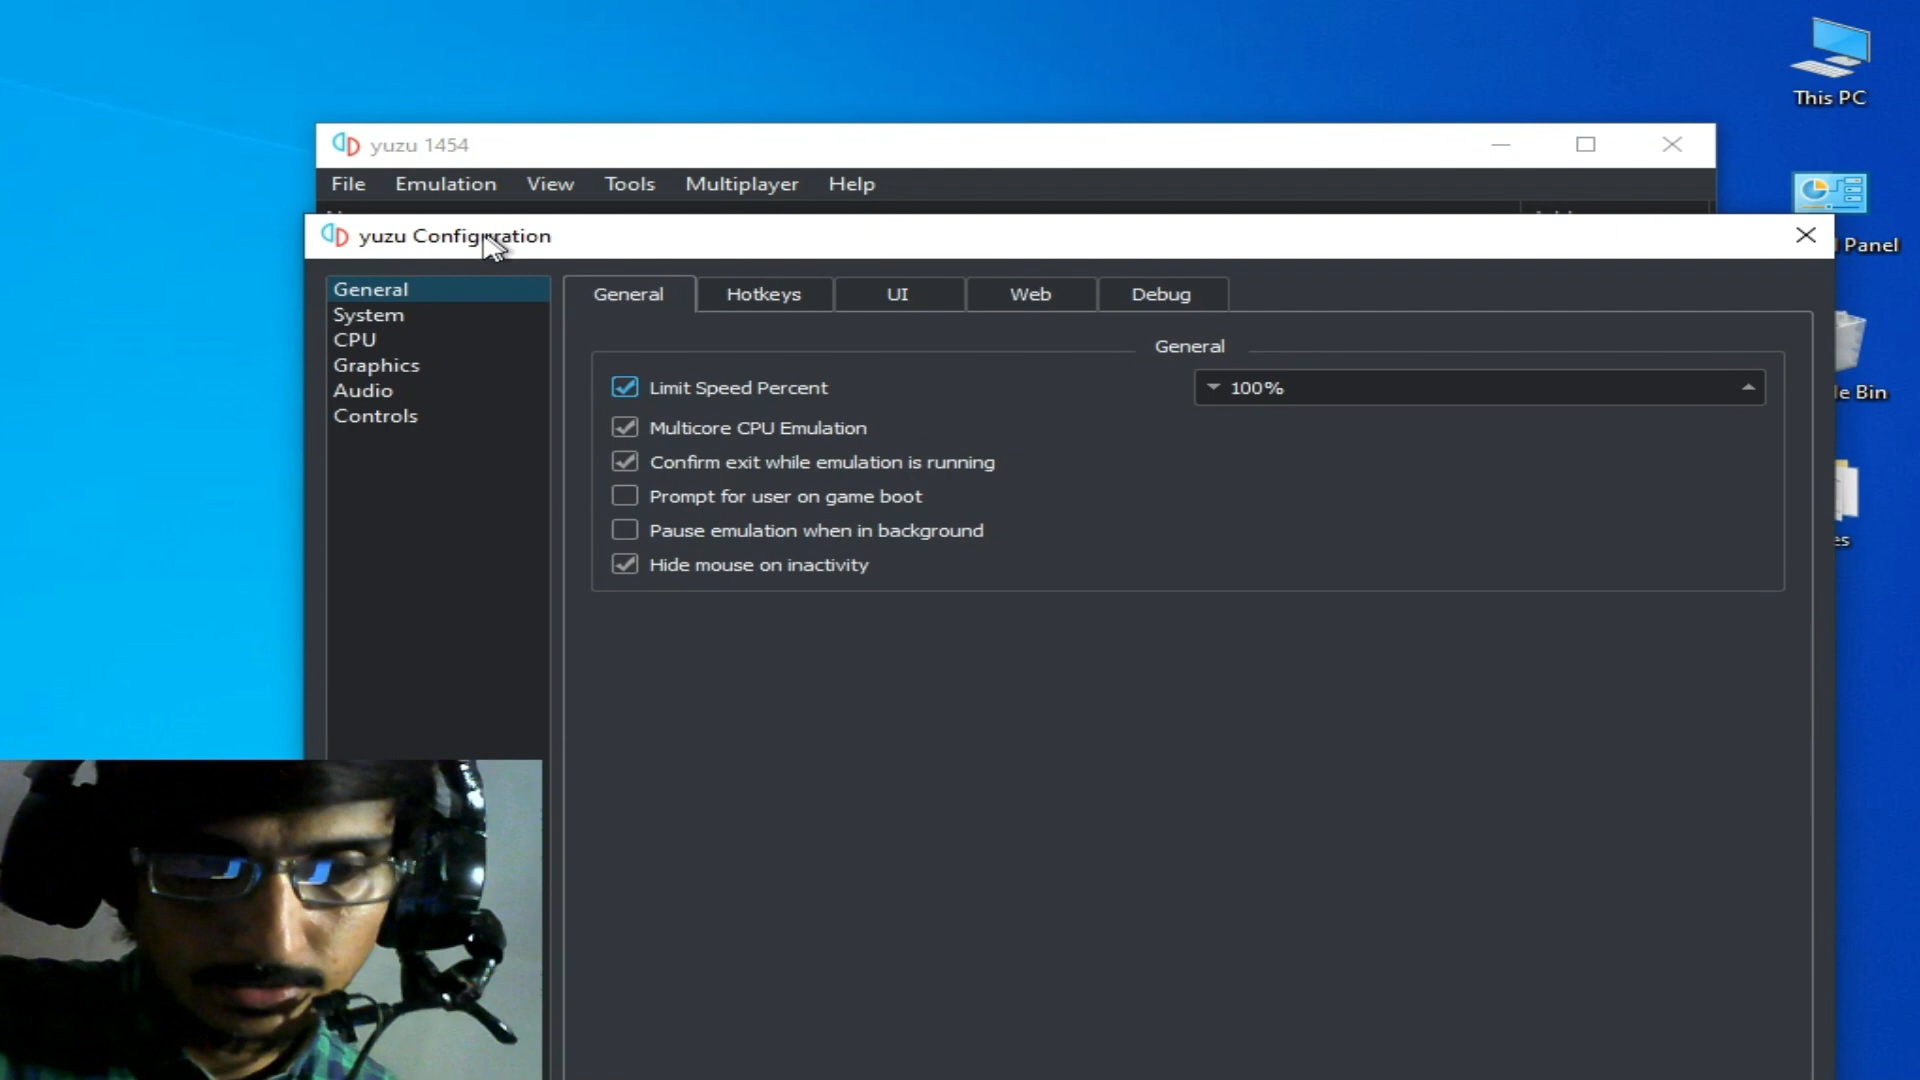 This PC
yuzu 1454
File Emulation View Tools Multiplayer Help
Panel
yuzu Configuration
General
System
CPU
Graphics
Audio
Controls
General Hotkeys UI Web Debug
General
Limit Speed Percent 100%
Multicore CPU Emulation
Confirm exit while emulation is running
Prompt for user on game boot
Pause emulation when in background
Hide mouse on inactivity
Bin